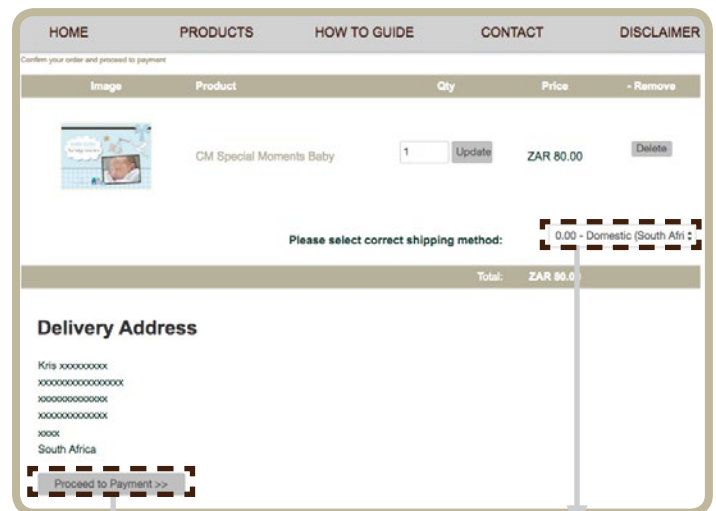 HOME PRODUCTS HOW TO GUIDE CONTACT DISCLAIMER
Confirm your order and proceed to payment
Image Product Qty Price - Remove
CM Special Moments Baby 1 Update ZAR 80.00 Delete
Please select correct shipping method: 0.00 - Domestic (South Afri
Total: ZAR 80.00
Delivery Address
Kris xxxxxxxxx
xxxxxxxxxxxxxxxx
xxxxxxxxxxxxx
xxxxxxxxxxxxx
xxxx
South Africa
Proceed to Payment >>